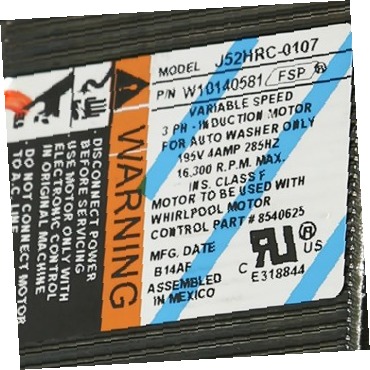 MODEL J52HRC-0107
P/N W10140581 FSP ®
VARIABLE SPEED
3 PH - INDUCTION MOTOR
FOR AUTO WASHER ONLY
195V 4AMP 285HZ
16,300 R.P.M. MAX.
INS. CLASS F
MOTOR TO BE USED WITH
WHIRLPOOL MOTOR
CONTROL PART # 8540625
MFG. DATE
B14AF
ASSEMBLED
IN MEXICO
C RU ® US
E318844
WARNING
DISCONNECT POWER
BEFORE SERVICING
USE MOTOR ONLY WITH
ELECTRONIC CONTROL
IN ORIGINAL MACHINE
DO NOT CONNECT MOTOR
TO A.C. LINE